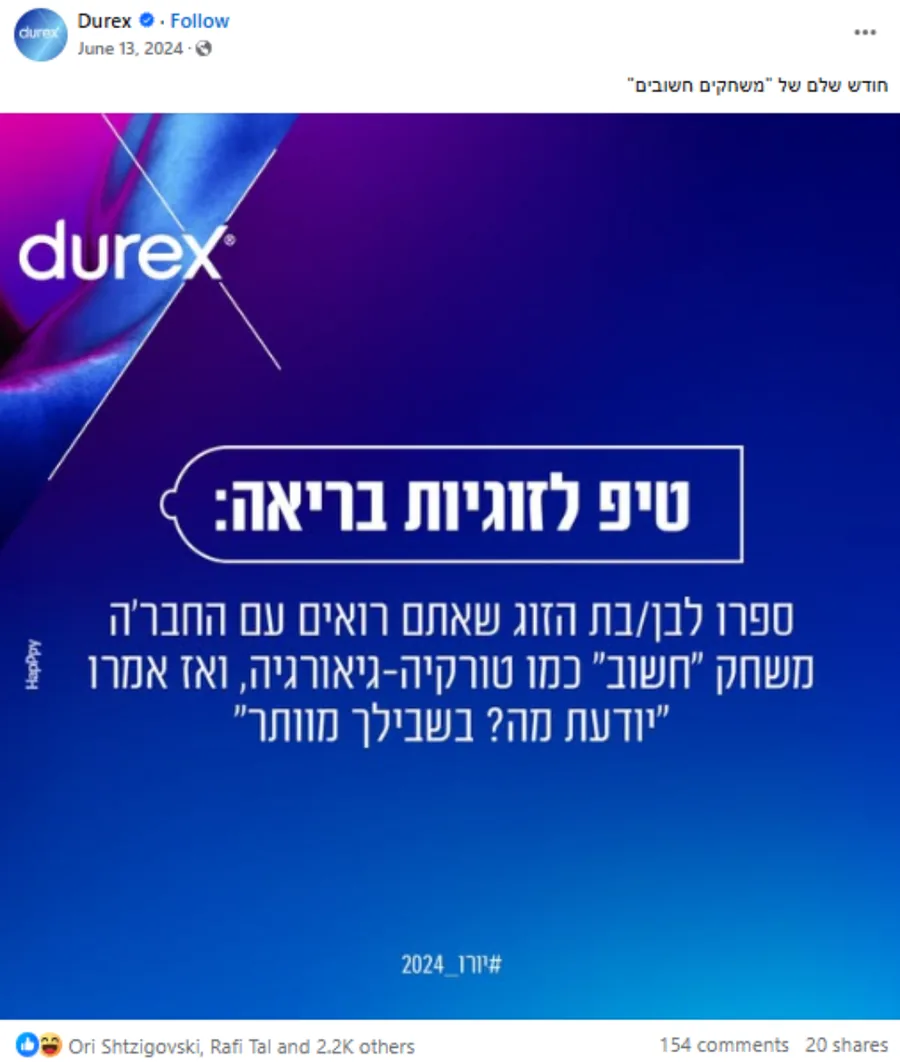 Durex · Follow
June 13, 2024 ·
חודש שלם של "משחקים חשובים"
durex
durex®
טיפ לזוגיות בריאה:
ספרו לבן/בת הזוג שאתם רואים עם החבר'ה
משחק "חשוב" כמו טורקיה-גיאורגיה, ואז אמרו
"יודעת מה? בשבילך מוותר"
HapPpy
#יורו_2024
Ori Shtzigovski, Rafi Tal and 2.2K others
154 comments 20 shares